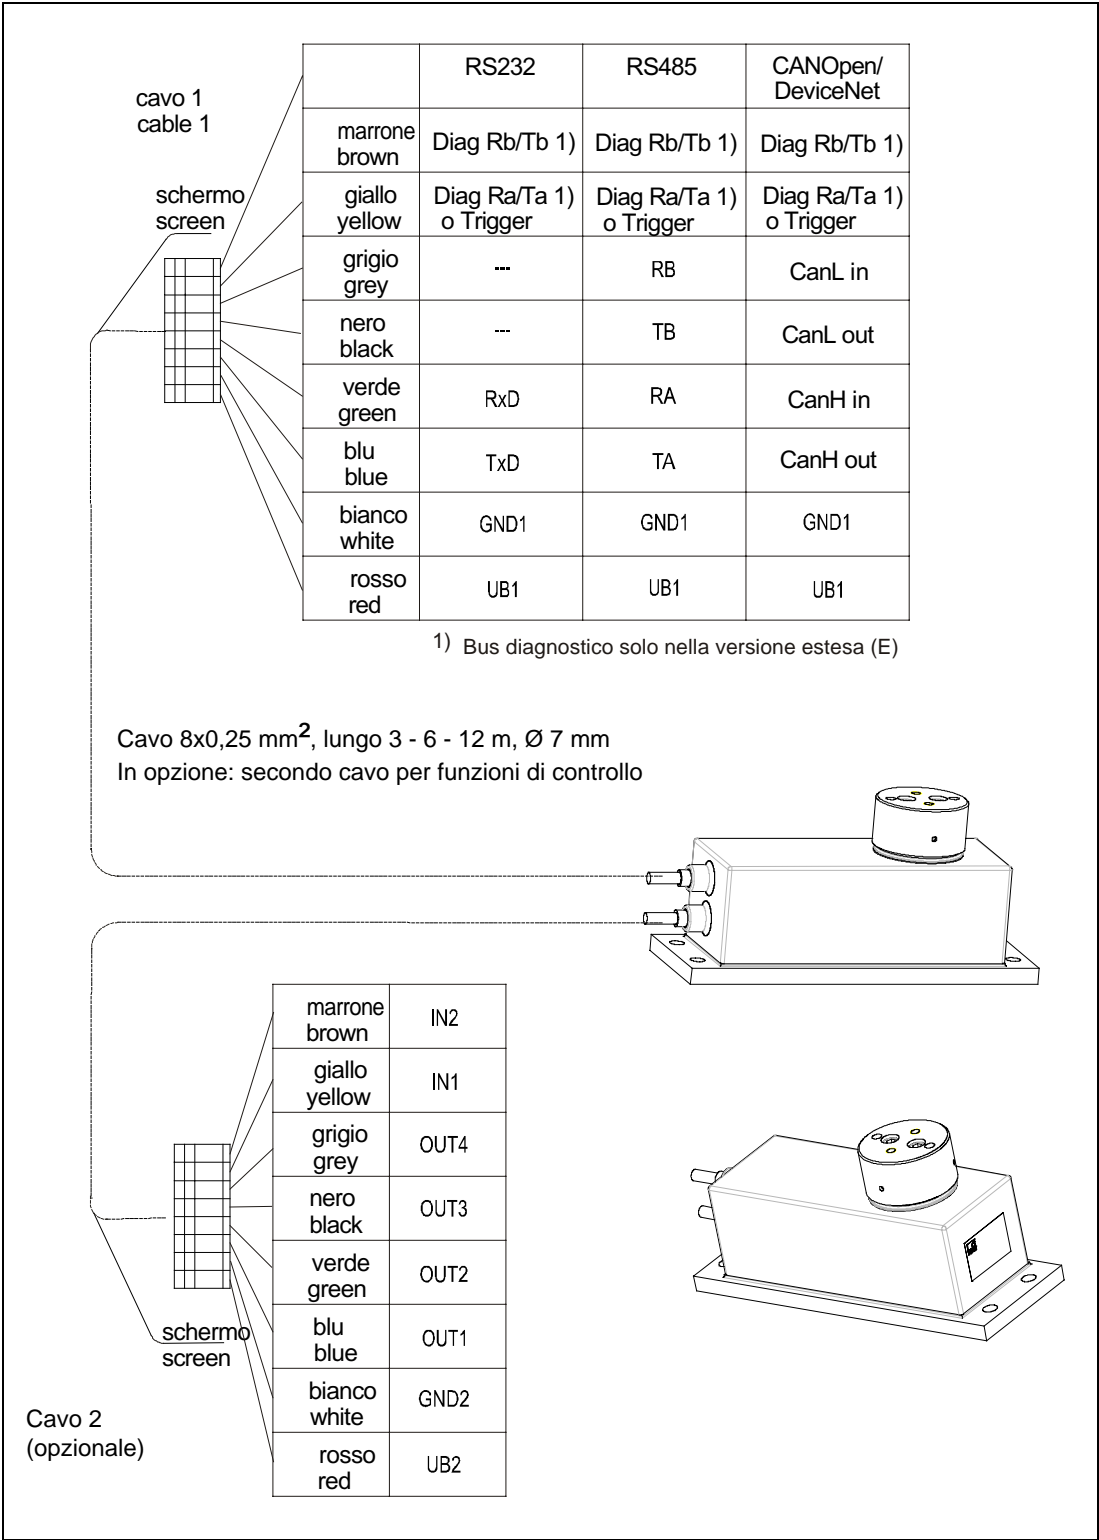 cavo 1
cable 1
schermo
screen
RS232 RS485 CANOpen/
DeviceNet
marrone
brown Diag Rb/Tb 1) Diag Rb/Tb 1) Diag Rb/Tb 1)
giallo
yellow Diag Ra/Ta 1)
o Trigger Diag Ra/Ta 1)
o Trigger Diag Ra/Ta 1)
o Trigger
grigio
grey --- RB CanL in
nero
black --- TB CanL out
verde
green RxD RA CanH in
blu
blue TxD TA CanH out
bianco
white GND1 GND1 GND1
rosso
red UB1 UB1 UB1
1) Bus diagnostico solo nella versione estesa (E)
Cavo 8x0,25 mm², lungo 3 - 6 - 12 m, Ø 7 mm
In opzione: secondo cavo per funzioni di controllo
marrone
brown IN2
giallo
yellow IN1
grigio
grey OUT4
nero
black OUT3
verde
green OUT2
blu
blue OUT1
bianco
white GND2
rosso
red UB2
schermo
screen
Cavo 2
(opzionale)